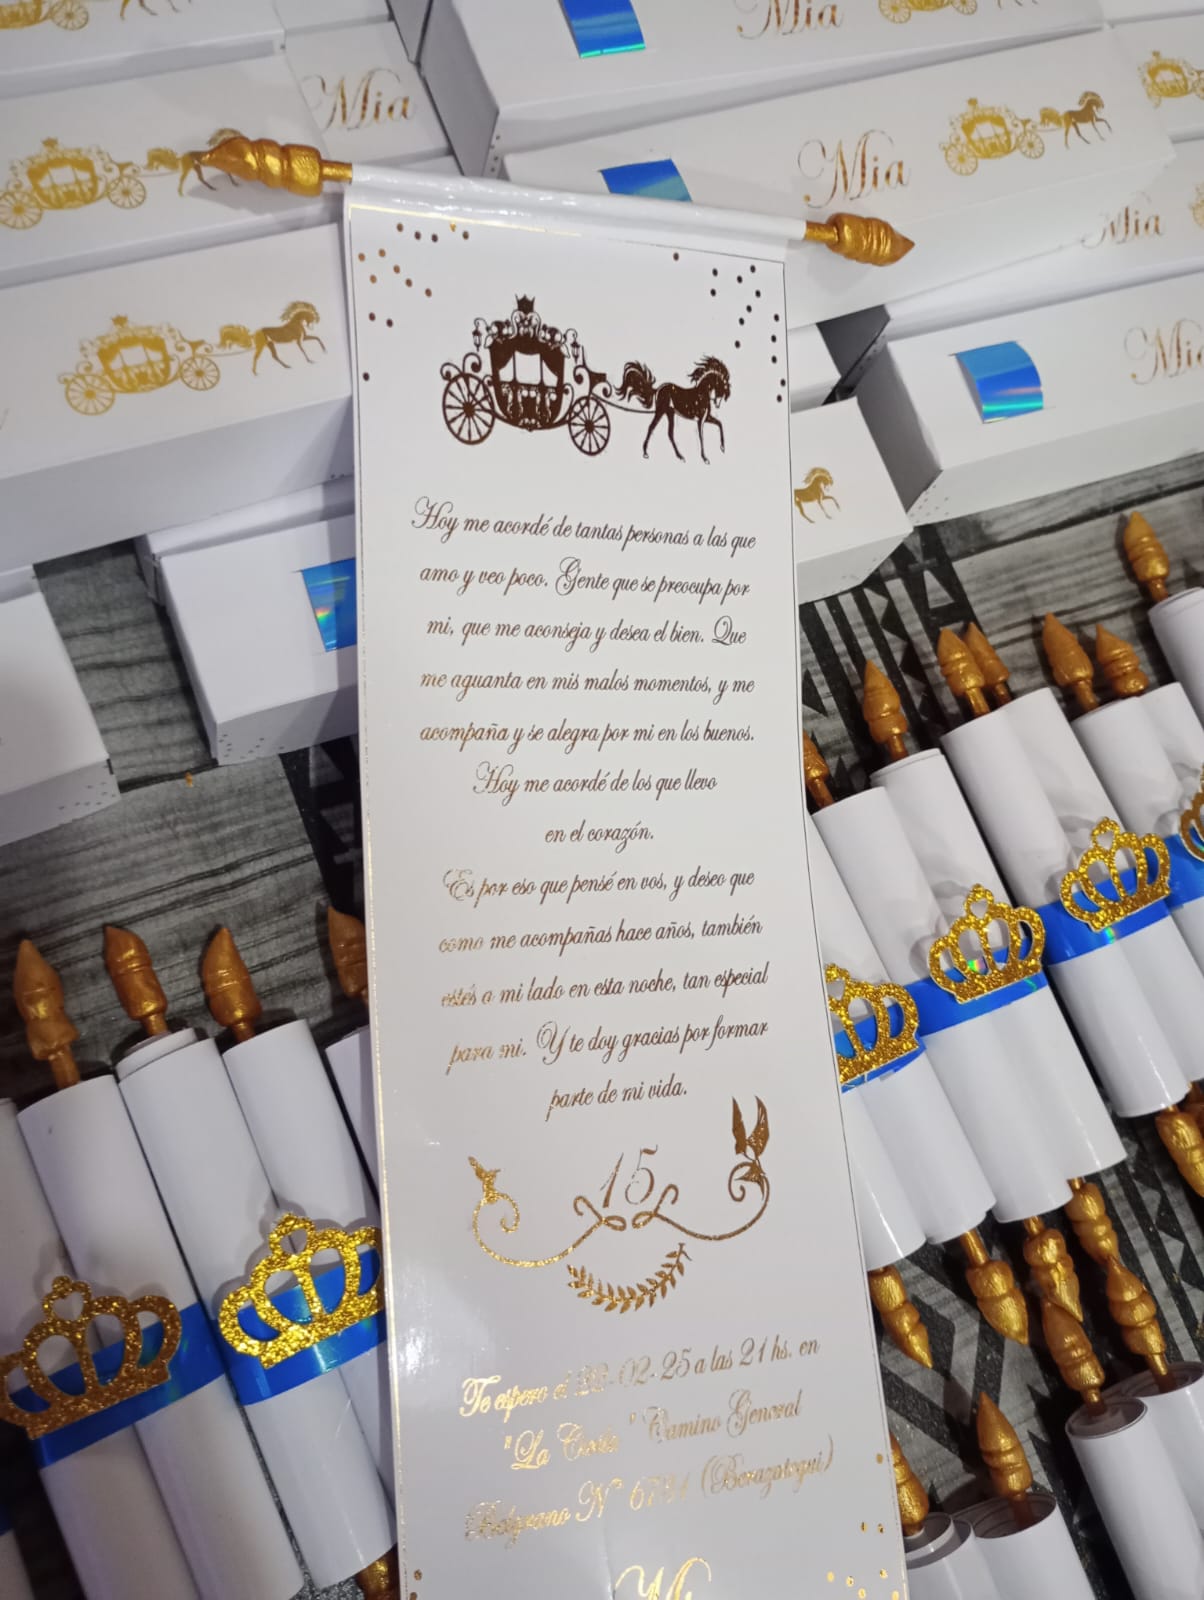 Mia
Mia
Mia
Mia
Mia
Hoy me acordé de tantas personas a las que
amo y veo poco. Gente que se preocupa por
mi, que me aconseja y desea el bien. Que
me aguanta en mis malos momentos, y me
acompaña y se alegra por mi en los buenos.
Hoy me acordé de los que llevo
en el corazón.
Es por eso que pensé en vos, y deseo que
como me acompañas hace años, también
estés a mi lado en esta noche, tan especial
para mi. Y te doy gracias por formar
parte de mi vida.
15
Te espero el -02-25 a las 21 hs. en
"La " Camino General
Belgrano N° (Berazategui)